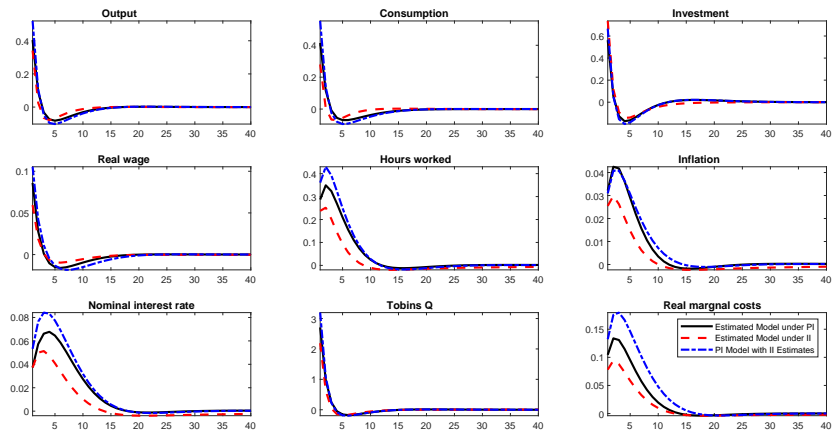 Output
0.4
0.2
0
5 10 15 20 25 30 35 40
Consumption
0.4
0.2
0
5 10 15 20 25 30 35 40
Investment
0.6
0.4
0.2
0
5 10 15 20 25 30 35 40
Real wage
0.1
0.05
0
5 10 15 20 25 30 35 40
Hours worked
0.4
0.3
0.2
0.1
0
5 10 15 20 25 30 35 40
Inflation
0.04
0.03
0.02
0.01
0
5 10 15 20 25 30 35 40
Nominal interest rate
0.08
0.06
0.04
0.02
0
5 10 15 20 25 30 35 40
Tobins Q
3
2
1
0
5 10 15 20 25 30 35 40
Real margnal costs
0.15
0.1
0.05
0
5 10 15 20 25 30 35 40
Estimated Model under PI
Estimated Model under II
PI Model with II Estimates